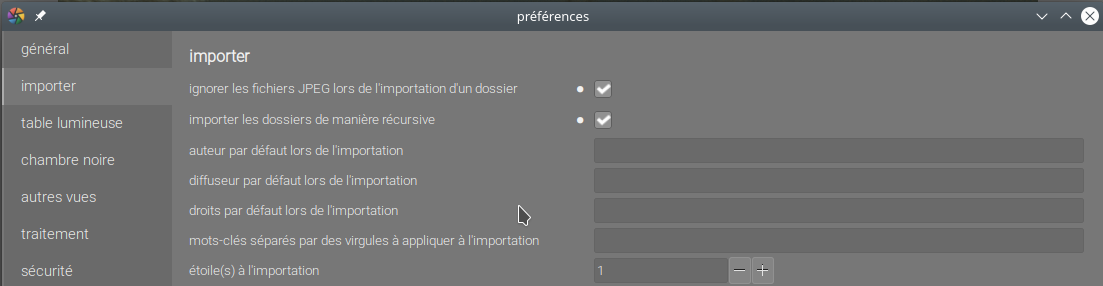 préférences
général
importer
table lumineuse
chambre noire
autres vues
traitement
sécurité
importer
ignorer les fichiers JPEG lors de l'importation d'un dossier
importer les dossiers de manière récursive
auteur par défaut lors de l'importation
diffuseur par défaut lors de l'importation
droits par défaut lors de l'importation
mots-clés séparés par des virgules à appliquer à l'importation
étoile(s) à l'importation
1